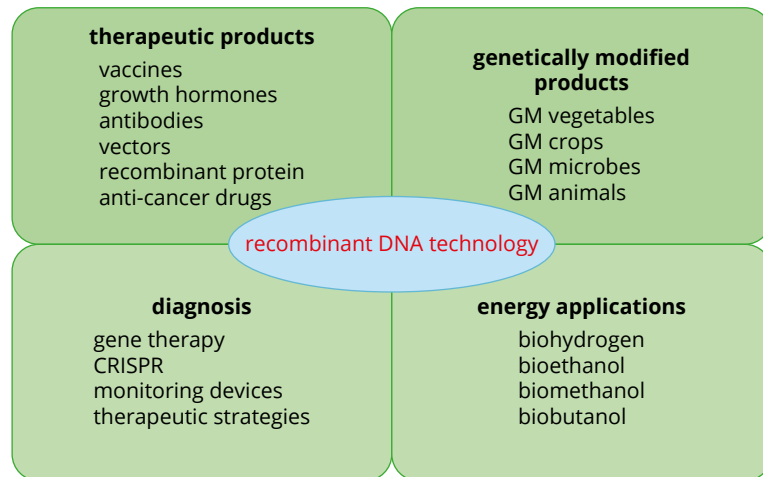 therapeutic products
vaccines
growth hormones
antibodies
vectors
recombinant protein
anti-cancer drugs
genetically modified
products
GM vegetables
GM crops
GM microbes
GM animals
recombinant DNA technology
diagnosis
gene therapy
CRISPR
monitoring devices
therapeutic strategies
energy applications
biohydrogen
bioethanol
biomethanol
biobutanol